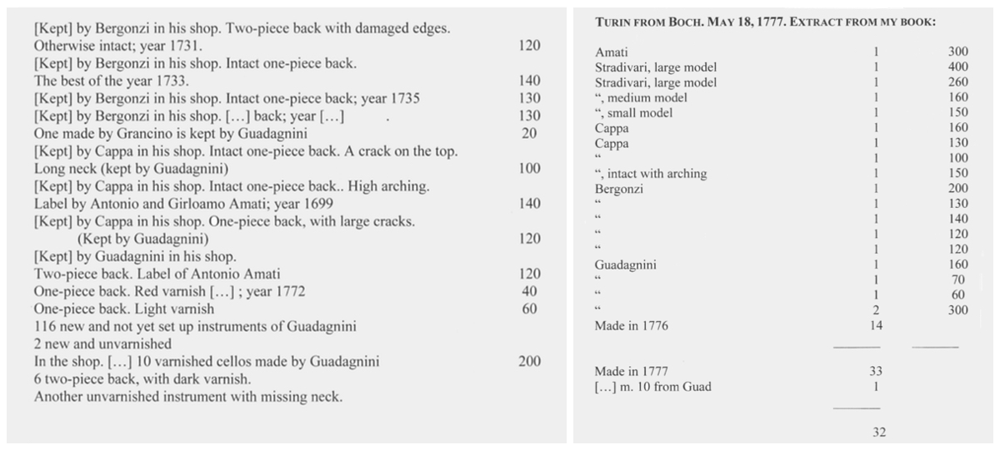 [Kept] by Bergonzi in his shop. Two-piece back with damaged edges.
Otherwise intact; year 1731. 120
[Kept] by Bergonzi in his shop. Intact one-piece back.
The best of the year 1733. 140
[Kept] by Bergonzi in his shop. Intact one-piece back; year 1735 130
[Kept] by Bergonzi in his shop. […] back; year […] 130
One made by Grancino is kept by Guadagnini 20
[Kept] by Cappa in his shop. Intact one-piece back. A crack on the top.
Long neck (kept by Guadagnini) 100
[Kept] by Cappa in his shop. Intact one-piece back.. High arching.
Label by Antonio and Girloamo Amati; year 1699 140
[Kept] by Cappa in his shop. One-piece back, with large cracks.
(Kept by Guadagnini) 120
[Kept] by Guadagnini in his shop.
Two-piece back. Label of Antonio Amati 120
One-piece back. Red varnish […] ; year 1772 40
One-piece back. Light varnish 60
116 new and not yet set up instruments of Guadagnini
2 new and unvarnished
In the shop. […] 10 varnished cellos made by Guadagnini 200
6 two-piece back, with dark varnish.
Another unvarnished instrument with missing neck.
TURIN FROM BOCH. MAY 18, 1777. EXTRACT FROM MY BOOK:
Amati 1 300
Stradivari, large model 1 400
Stradivari, large model 1 260
“, medium model 1 160
“, small model 1 150
Cappa 1 160
Cappa 1 130
“ 1 100
“, intact with arching 1 150
Bergonzi 1 200
“ 1 130
“ 1 140
“ 1 120
“ 1 120
Guadagnini 1 160
“ 1 70
“ 1 60
“ 2 300
Made in 1776 14
Made in 1777 33
[…] m. 10 from Guad 1
32